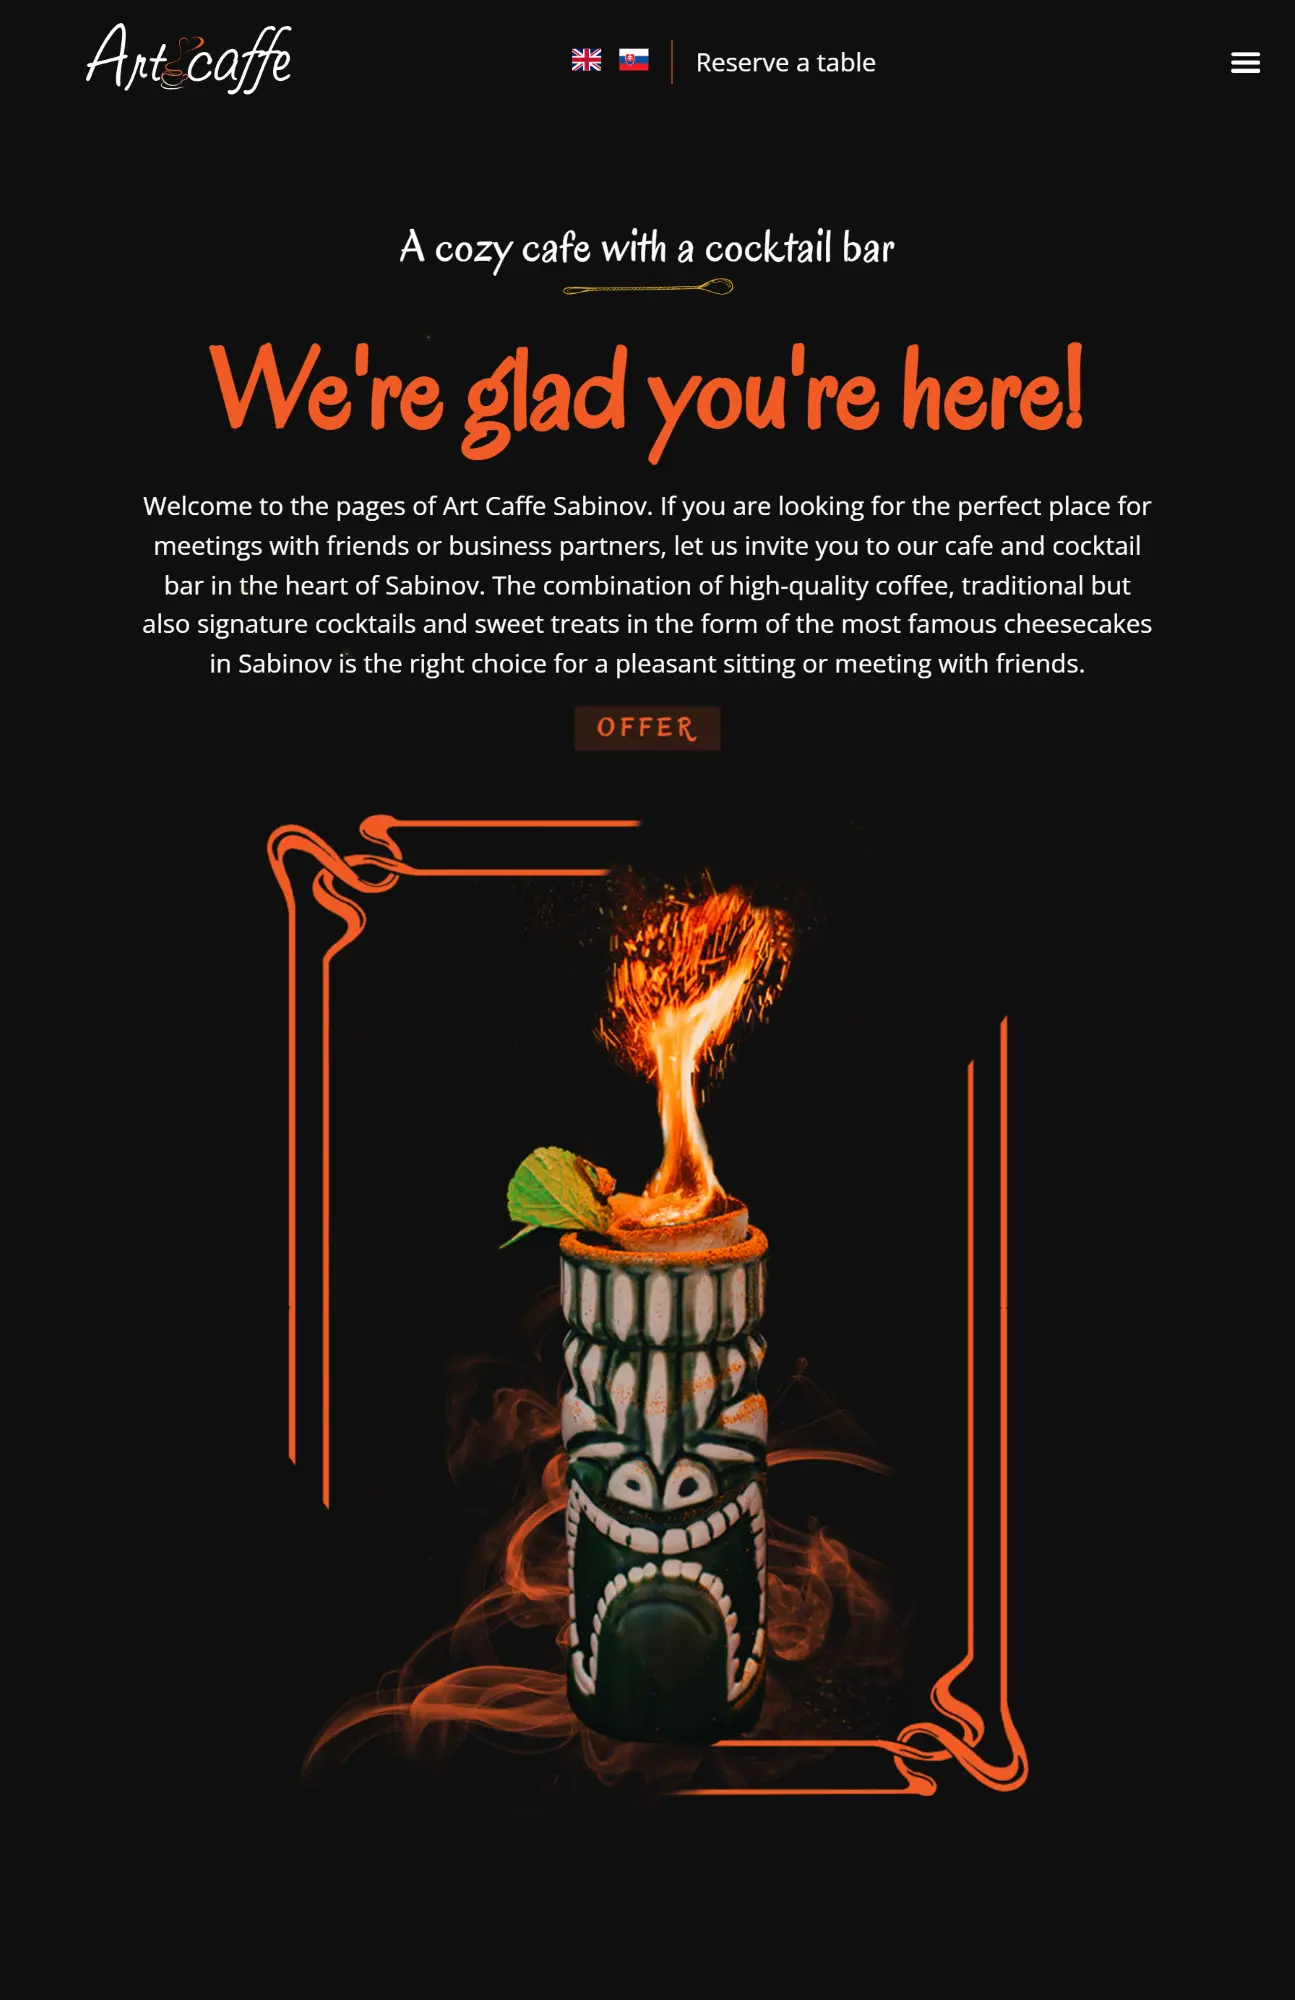 Art caffe
Reserve a table
A cozy cafe with a cocktail bar
We're glad you're here!
Welcome to the pages of Art Caffe Sabinov. If you are looking for the perfect place for
meetings with friends or business partners, let us invite you to our cafe and cocktail
bar in the heart of Sabinov. The combination of high-quality coffee, traditional but
also signature cocktails and sweet treats in the form of the most famous cheesecakes
in Sabinov is the right choice for a pleasant sitting or meeting with friends.
OFFER